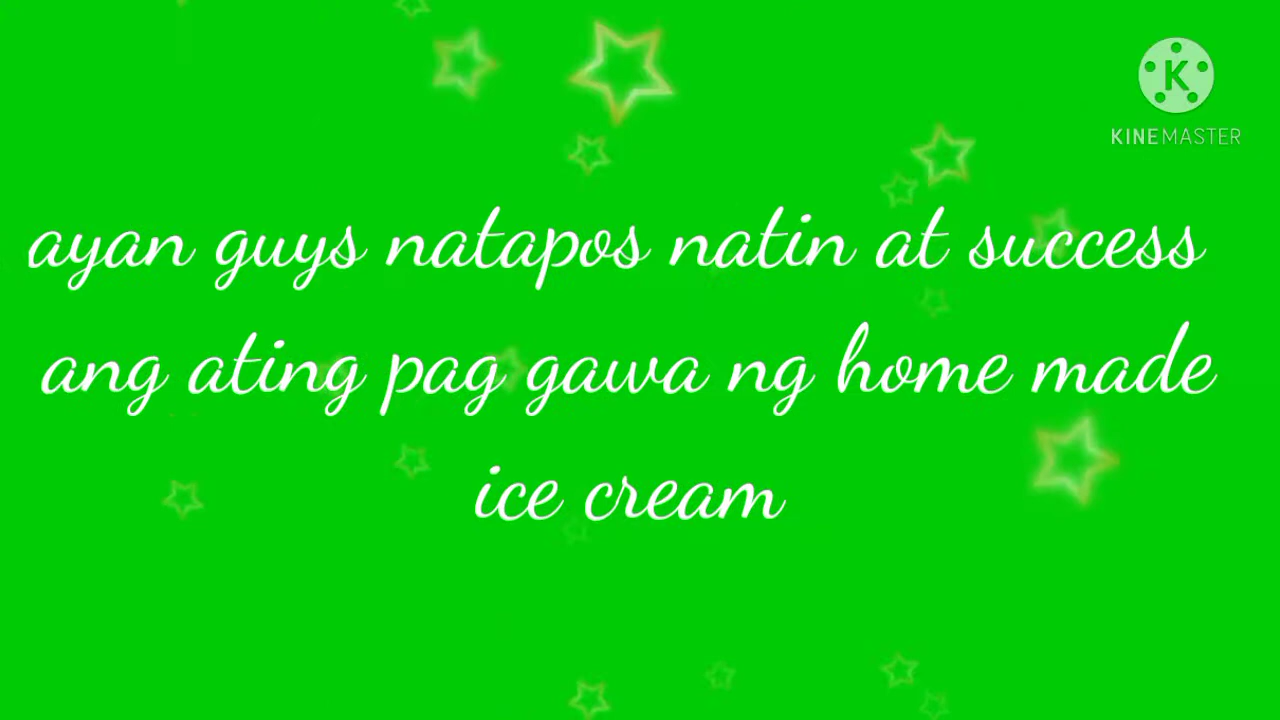 KINEMASTER
ayan guys natapos natin at success
ang ating pag gawa ng home made
ice cream